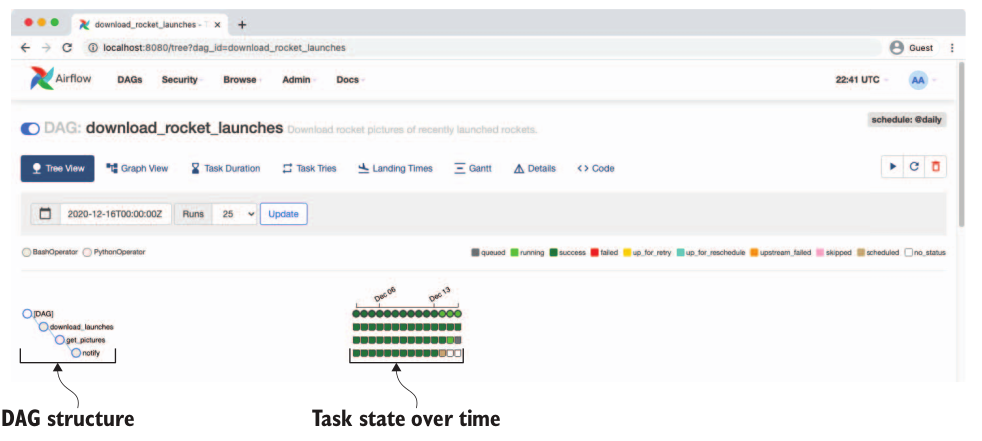 download_rocket_launches - T
localhost:8080/tree?dag_id=download_rocket_launches
Guest
Airflow DAGs Security Browse Admin Docs 22:41 UTC AA
schedule: @daily
DAG: download_rocket_launches Download rocket pictures of recently launched rockets.
Tree View Graph View Task Duration Task Tries Landing Times Gantt Details <> Code
2020-12-16T00:00:00Z Runs 25 Update
BashOperator PythonOperator queued running success failed up_for_retry up_for_reschedule upstream_failed skipped scheduled no_status
Dec 06 Dec 13
[DAG]
download_launches
get_pictures
notify
DAG structure Task state over time